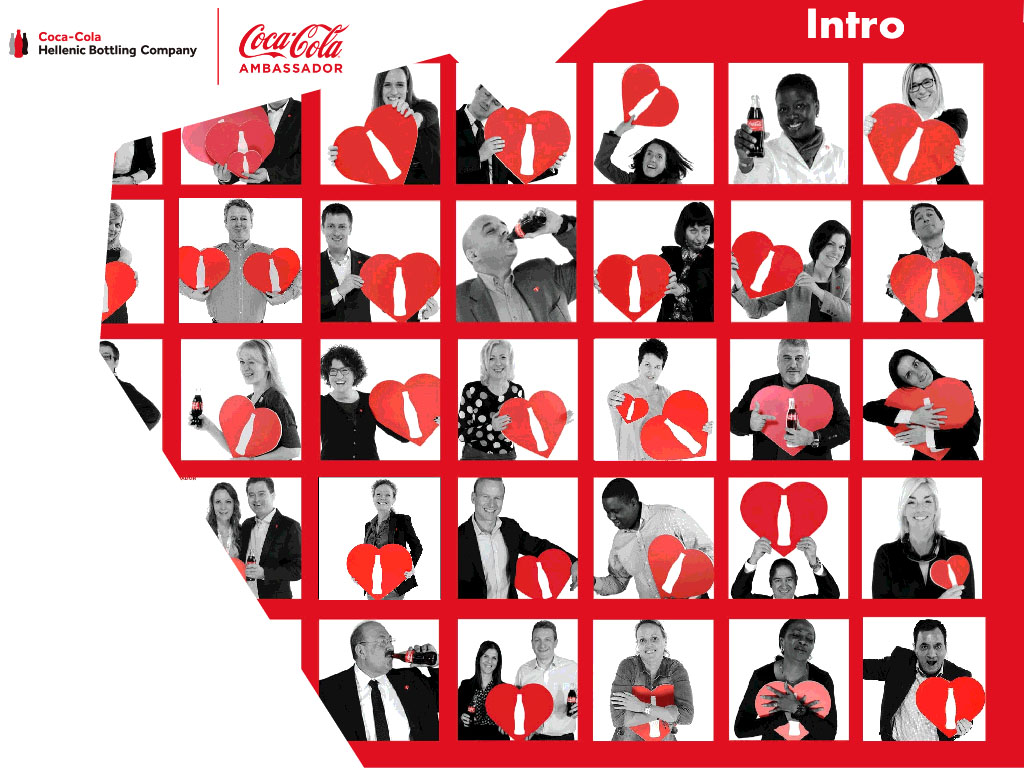 Intro
Coca-Cola
Hellenic Bottling Company
Coca-Cola
AMBASSADOR